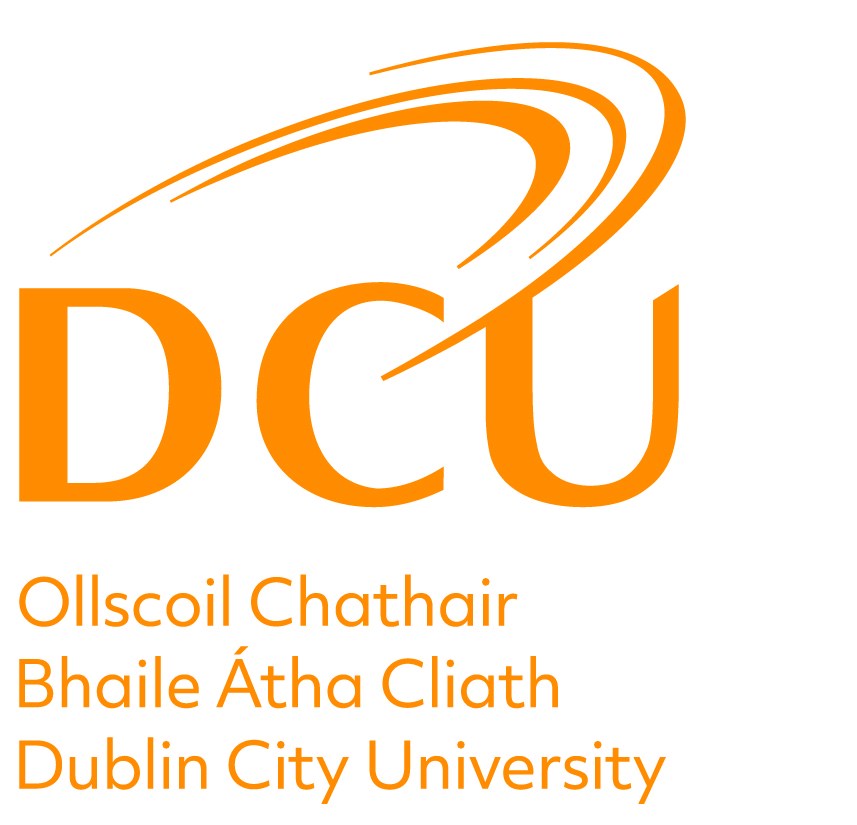 DCU
Ollscoil Chathair
Bhaile Átha Cliath
Dublin City University